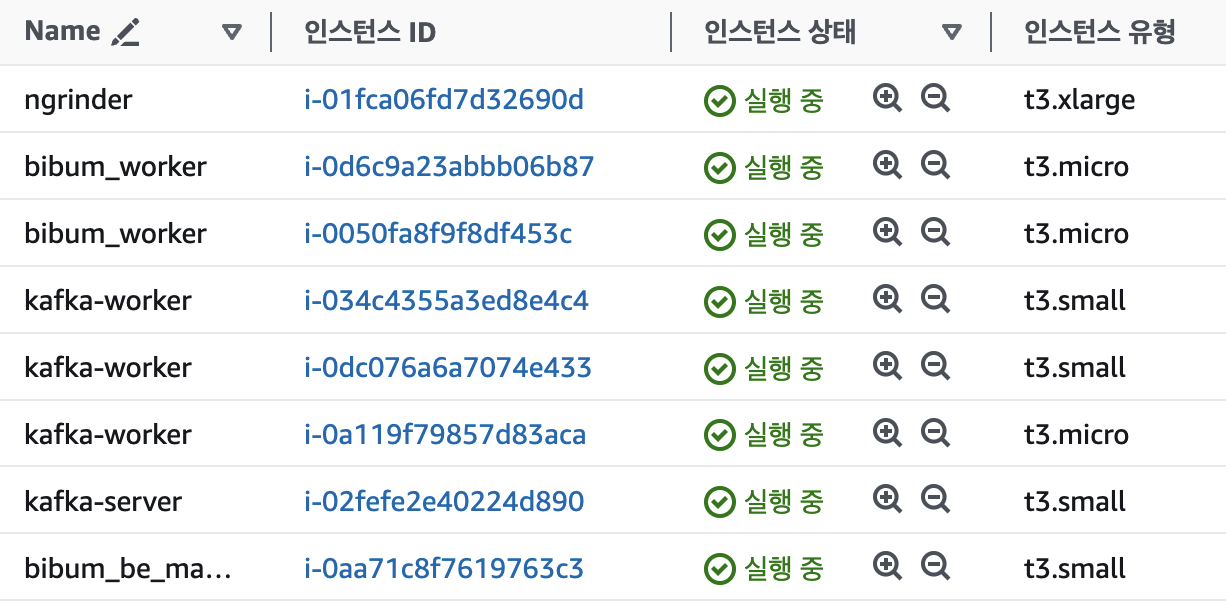 Name 인스턴스 ID 인스턴스 상태 인스턴스 유형
ngrinder i-01fca06fd7d32690d 실행 중 t3.xlarge
bibum_worker i-0d6c9a23abbb06b87 실행 중 t3.micro
bibum_worker i-0050fa8f9f8df453c 실행 중 t3.micro
kafka-worker i-034c4355a3ed8e4c4 실행 중 t3.small
kafka-worker i-0dc076a6a7074e433 실행 중 t3.small
kafka-worker i-0a119f79857d83aca 실행 중 t3.micro
kafka-server i-02fefe2e40224d890 실행 중 t3.small
bibum_be_ma... i-0aa71c8f7619763c3 실행 중 t3.small